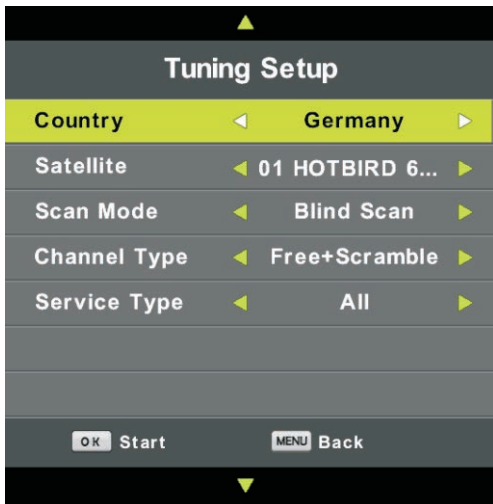 Tuning Setup
Country Germany
Satellite 01 HOTBIRD 6...
Scan Mode Blind Scan
Channel Type Free+Scramble
Service Type All
OK Start MENU Back